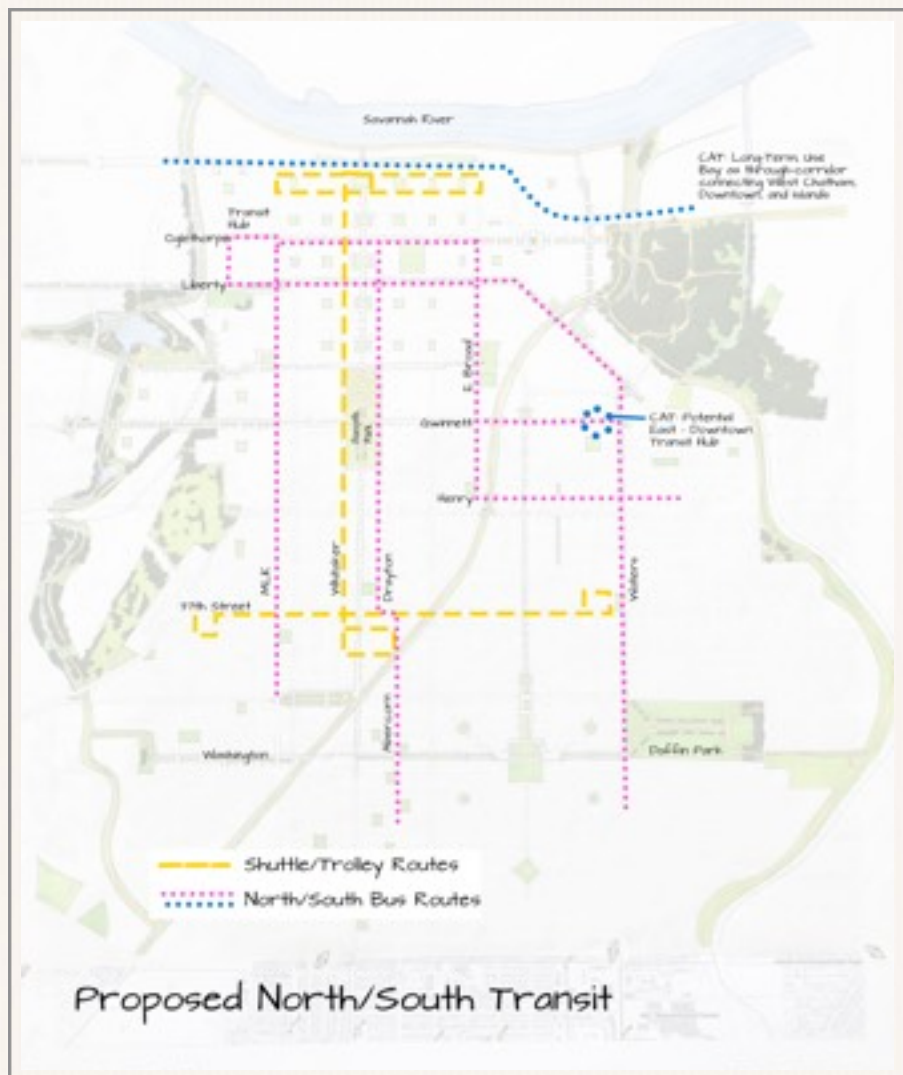 Savannah River
CAT: Long-Term, Use
Bay as through-corridor
connecting West Chatham,
Downtown, and Islands
Transit
Hub
Oglethorpe
Liberty
E Broad
Forsyth
Park
Gwinnett
CAT: Potential
East - Downtown
Transit Hub
Henry
MLK
Whitaker
Drayton
Waters
37th Street
Abercorn
Washington
Daffin Park
Shuttle/Trolley Routes
North/South Bus Routes
Proposed North/South Transit